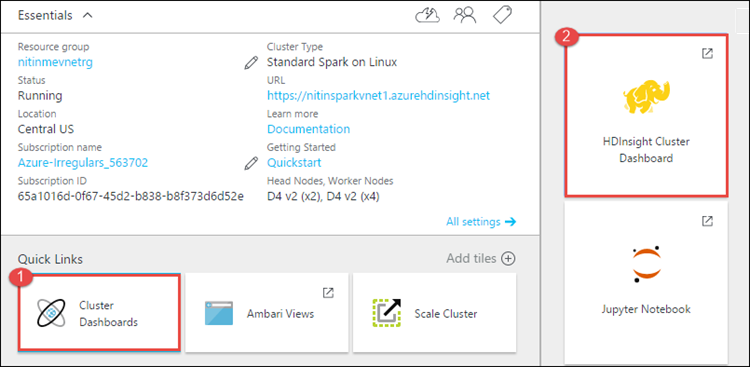 Essentials
Resource group
nitinmevnetrg
Status
Running
Location
Central US
Subscription name
Azure-Irregulars_563702
Subscription ID
65a1016d-0f67-45d2-b838-b8f373d6d52e
Cluster Type
Standard Spark on Linux
URL
https://nitinsparkvnet1.azurehdinsight.net
Learn more
Documentation
Getting Started
Quickstart
Head Nodes, Worker Nodes
D4 v2 (x2), D4 v2 (x4)
All settings
Quick Links
Add tiles
1
Cluster
Dashboards
Ambari Views
Scale Cluster
2
HDInsight Cluster
Dashboard
Jupyter Notebook